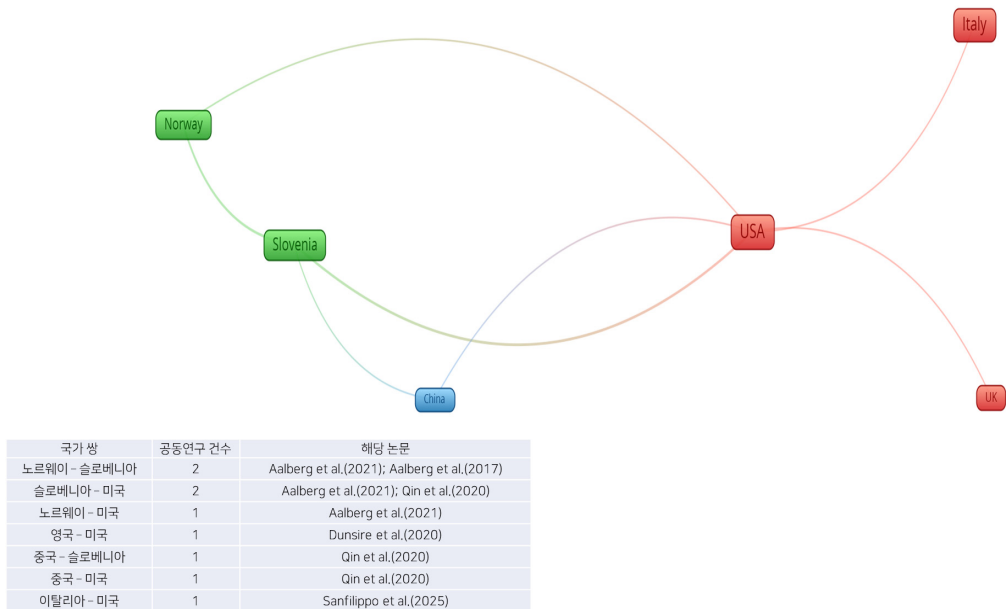 Italy
Norway
USA
Slovenia
China
UK
국가 쌍 공동연구 건수 해당 논문
노르웨이 – 슬로베니아 2 Aalberg et al.(2021); Aalberg et al.(2017)
슬로베니아 – 미국 2 Aalberg et al.(2021); Qin et al.(2020)
노르웨이 – 미국 1 Aalberg et al.(2021)
영국 – 미국 1 Dunsire et al.(2020)
중국 – 슬로베니아 1 Qin et al.(2020)
중국 – 미국 1 Qin et al.(2020)
이탈리아 – 미국 1 Sanfilippo et al.(2025)